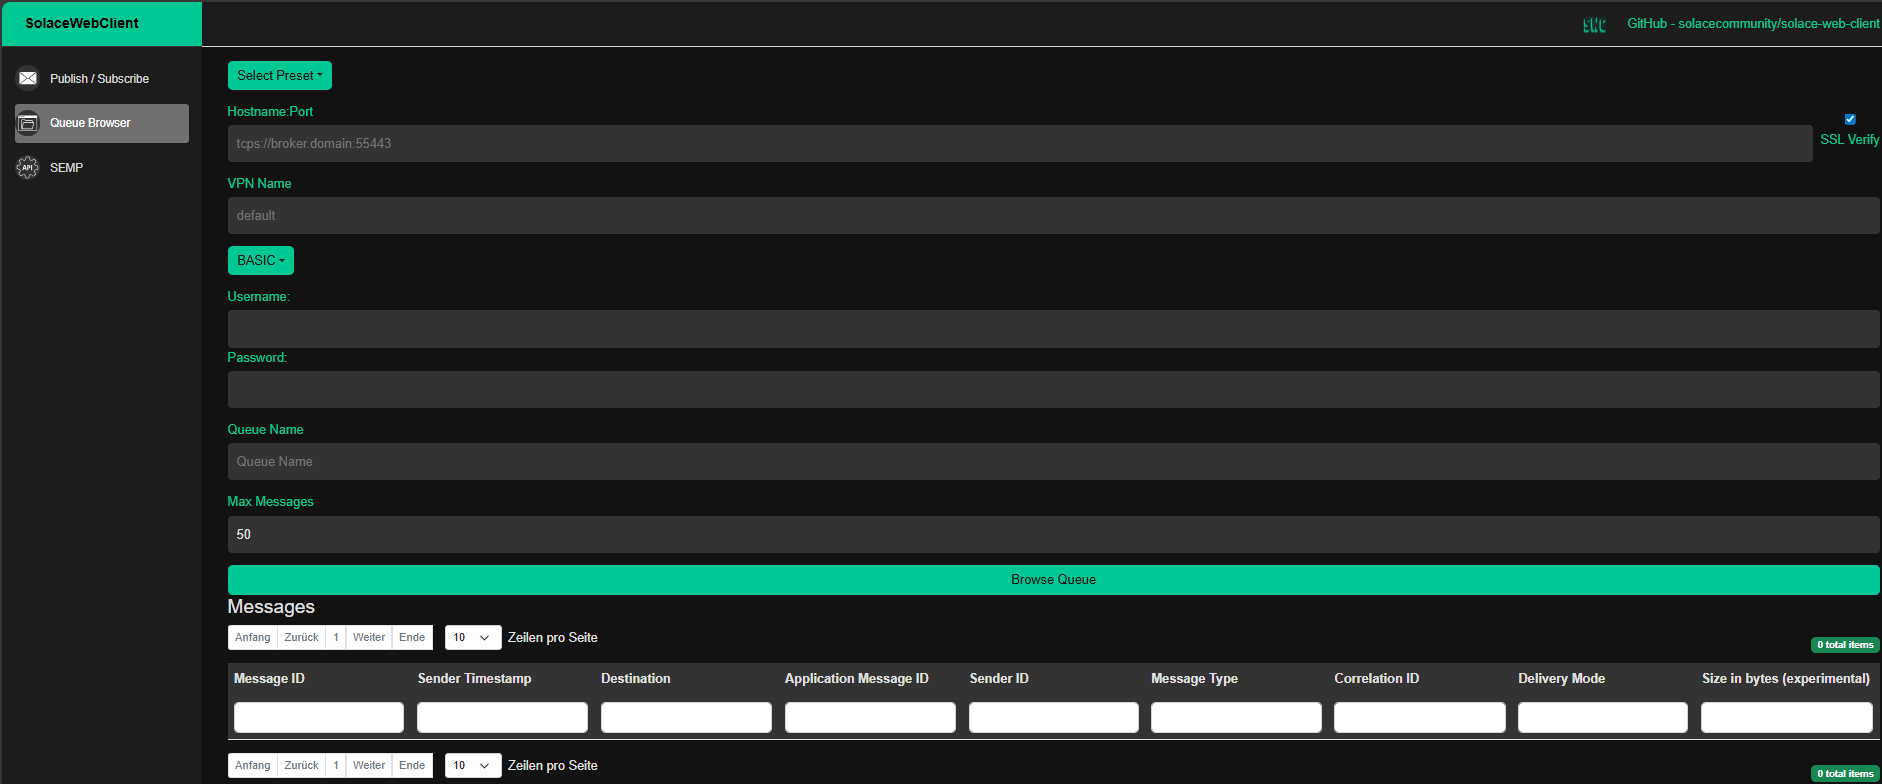 SolaceWebClient
SWC GitHub - solacecommunity/solace-web-client
Publish / Subscribe
Queue Browser
API SEMP
Select Preset
Hostname:Port
tcps://broker.domain:55443
SSL Verify
VPN Name
default
BASIC
Username:
Password:
Queue Name
Queue Name
Max Messages
50
Browse Queue
Messages
Anfang Zurück 1 Weiter Ende 10 Zeilen pro Seite
0 total items
Message ID Sender Timestamp Destination Application Message ID Sender ID Message Type Correlation ID Delivery Mode Size in bytes (experimental)
Anfang Zurück 1 Weiter Ende 10 Zeilen pro Seite
0 total items